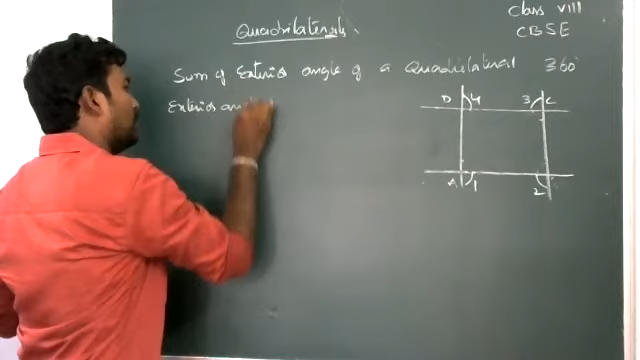 Class VIII
CBSE
Quadrilaterals.
Sum of Exterior angle of a Quadrilateral 360°
Exterior an
D 4 3 C
A 1 2